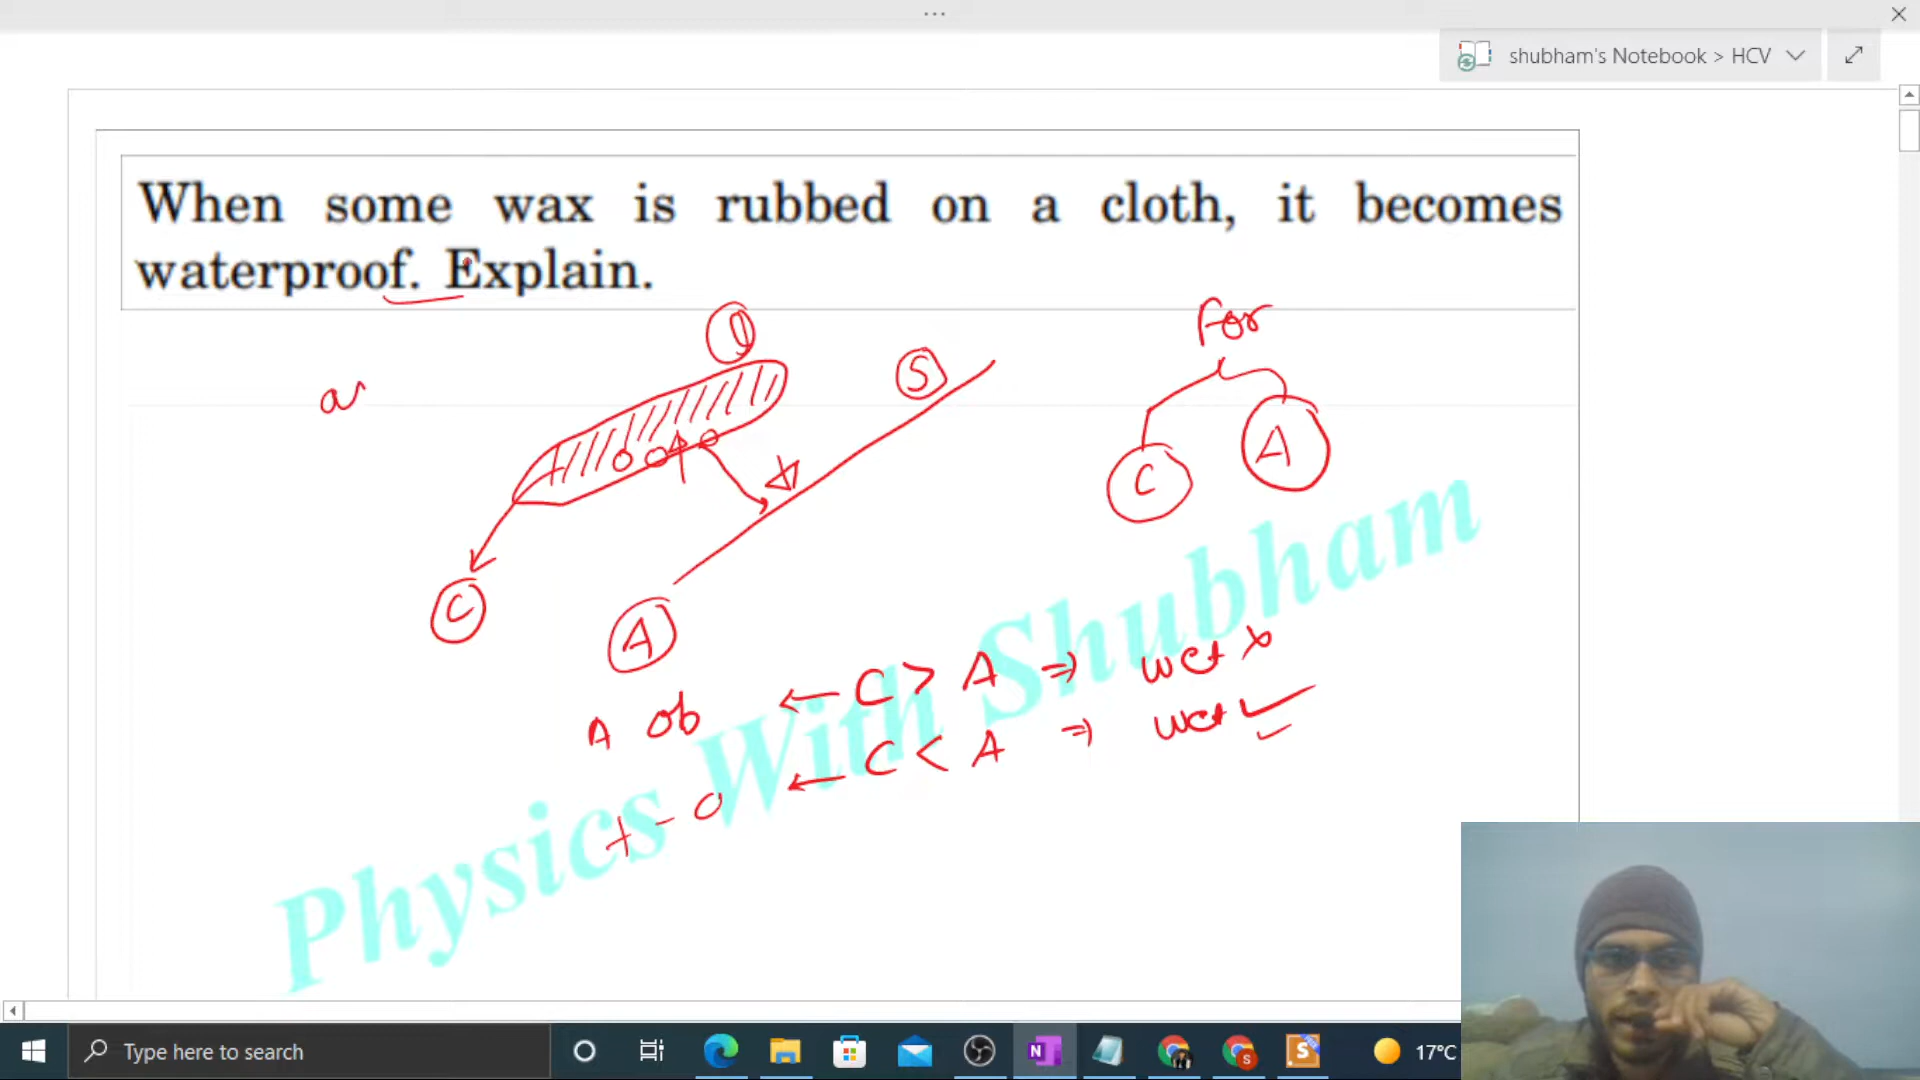 shubham's Notebook > HCV
When some wax is rubbed on a cloth, it becomes
waterproof. Explain.
For
S
C
A
C
A
C > A ⇒ wet x
A ob
C < A ⇒ wet ✓
Physics With Shubham
Type here to search
17°C